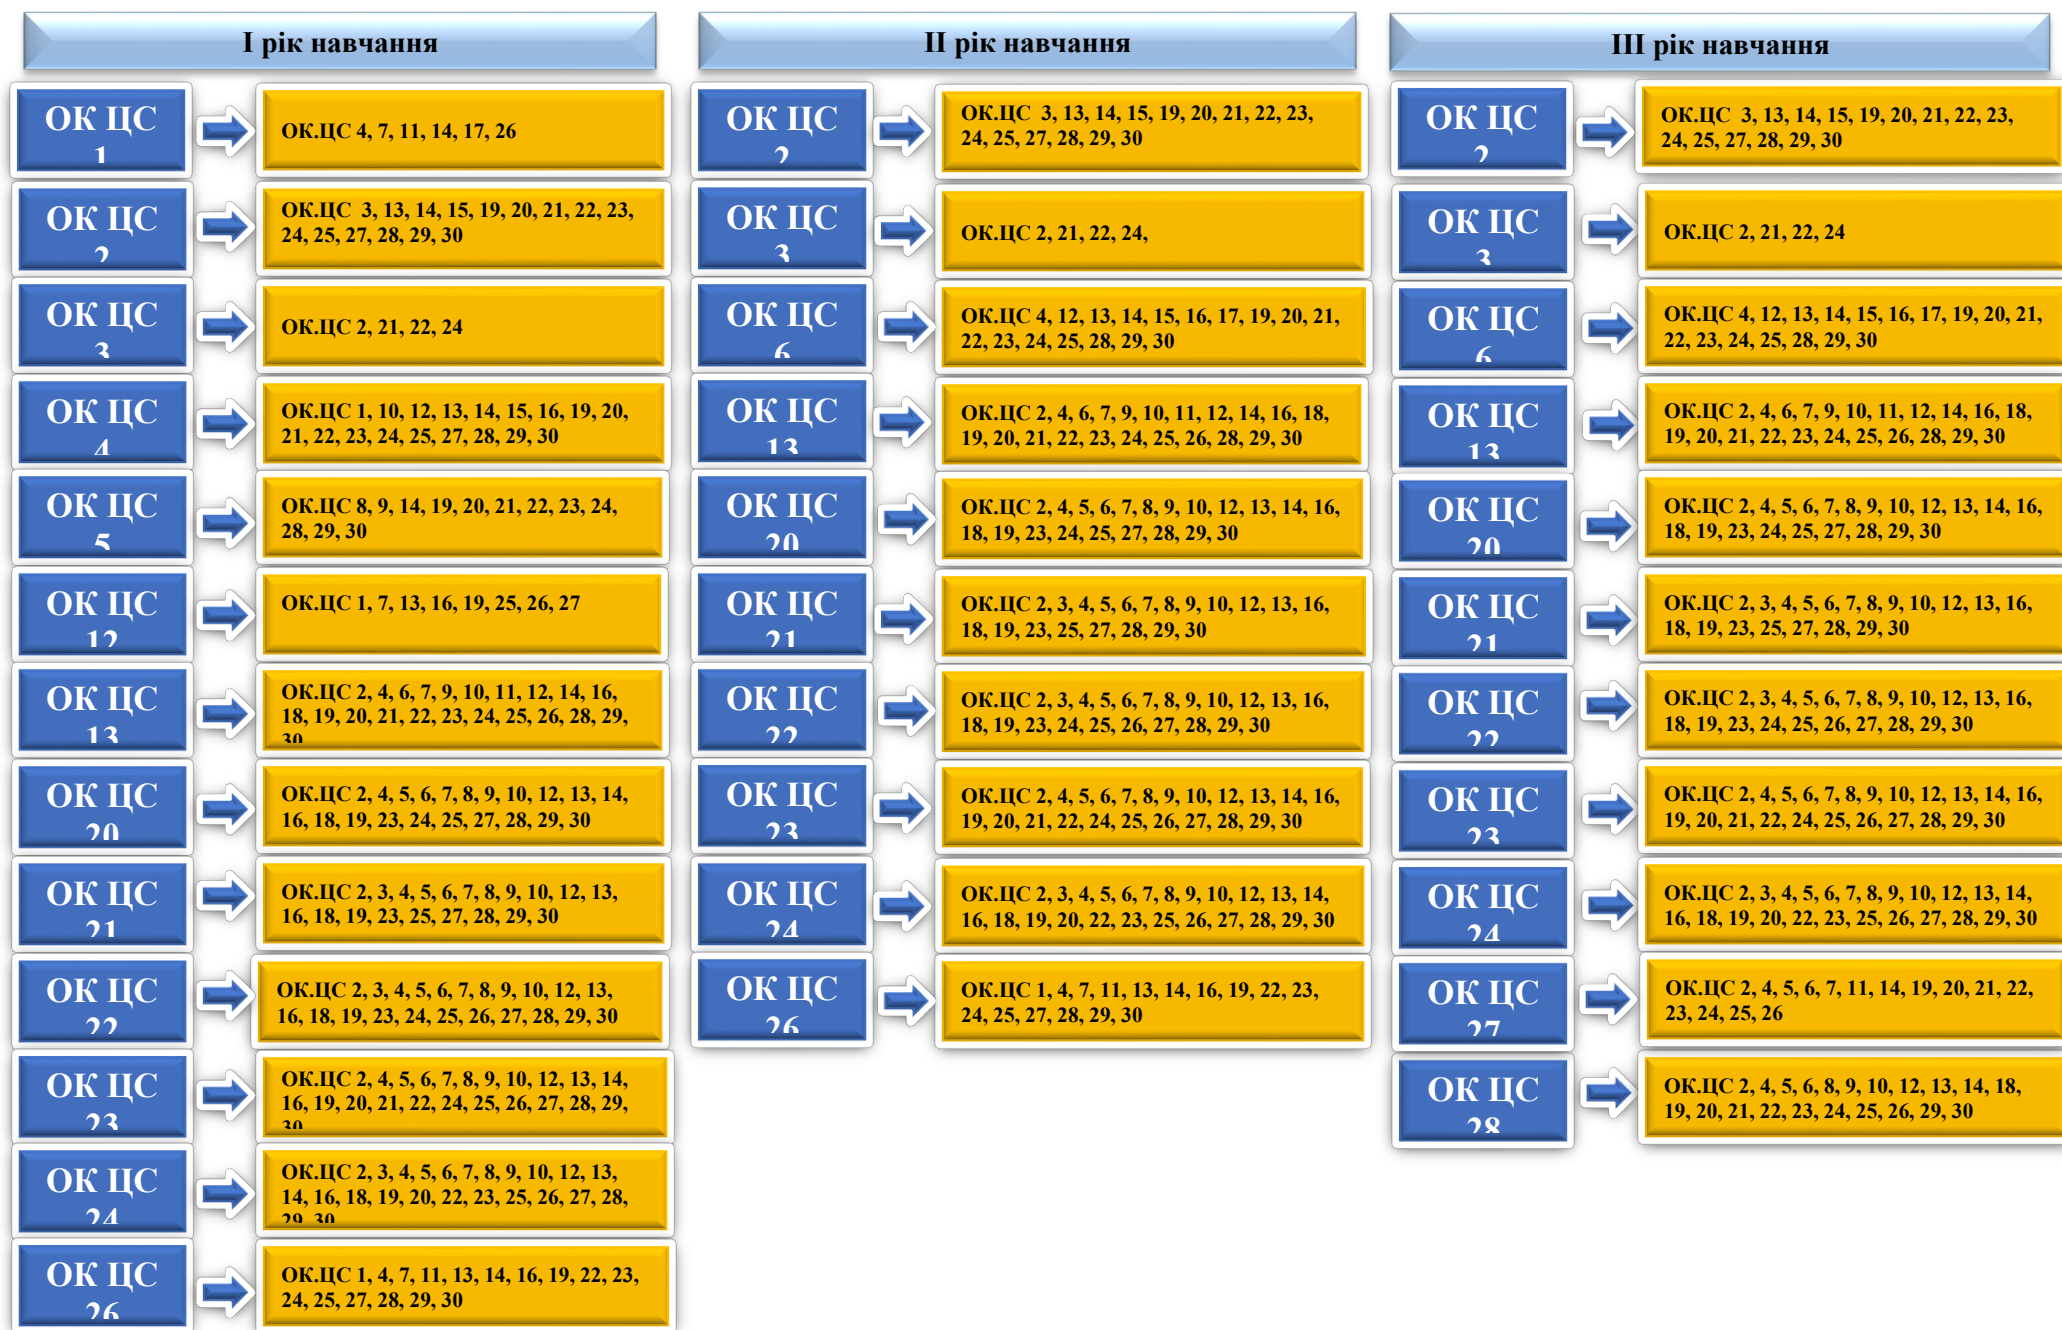 І рік навчання
ОК ЦС
1
ОК.ЦС 4, 7, 11, 14, 17, 26
ОК ЦС
2
ОК.ЦС  3, 13, 14, 15, 19, 20, 21, 22, 23,
24, 25, 27, 28, 29, 30
ОК ЦС
3
ОК.ЦС 2, 21, 22, 24
ОК ЦС
4
ОК.ЦС 1, 10, 12, 13, 14, 15, 16, 19, 20,
21, 22, 23, 24, 25, 27, 28, 29, 30
ОК ЦС
5
ОК.ЦС 8, 9, 14, 19, 20, 21, 22, 23, 24,
28, 29, 30
ОК ЦС
12
ОК.ЦС 1, 7, 13, 16, 19, 25, 26, 27
ОК ЦС
13
ОК.ЦС 2, 4, 6, 7, 9, 10, 11, 12, 14, 16,
18, 19, 20, 21, 22, 23, 24, 25, 26, 28, 29,
30
ОК ЦС
20
ОК.ЦС 2, 4, 5, 6, 7, 8, 9, 10, 12, 13, 14,
16, 18, 19, 23, 24, 25, 27, 28, 29, 30
ОК ЦС
21
ОК.ЦС 2, 3, 4, 5, 6, 7, 8, 9, 10, 12, 13,
16, 18, 19, 23, 25, 27, 28, 29, 30
ОК ЦС
22
ОК.ЦС 2, 3, 4, 5, 6, 7, 8, 9, 10, 12, 13,
16, 18, 19, 23, 24, 25, 26, 27, 28, 29, 30
ОК ЦС
23
ОК.ЦС 2, 4, 5, 6, 7, 8, 9, 10, 12, 13, 14,
16, 19, 20, 21, 22, 24, 25, 26, 27, 28, 29,
30
ОК ЦС
24
ОК.ЦС 2, 3, 4, 5, 6, 7, 8, 9, 10, 12, 13,
14, 16, 18, 19, 20, 22, 23, 25, 26, 27, 28,
29, 30
ОК ЦС
26
ОК.ЦС 1, 4, 7, 11, 13, 14, 16, 19, 22, 23,
24, 25, 27, 28, 29, 30
ІІ рік навчання
ОК ЦС
2
ОК.ЦС  3, 13, 14, 15, 19, 20, 21, 22, 23,
24, 25, 27, 28, 29, 30
ОК ЦС
3
ОК.ЦС 2, 21, 22, 24,
ОК ЦС
6
ОК.ЦС 4, 12, 13, 14, 15, 16, 17, 19, 20, 21,
22, 23, 24, 25, 28, 29, 30
ОК ЦС
13
ОК.ЦС 2, 4, 6, 7, 9, 10, 11, 12, 14, 16, 18,
19, 20, 21, 22, 23, 24, 25, 26, 28, 29, 30
ОК ЦС
20
ОК.ЦС 2, 4, 5, 6, 7, 8, 9, 10, 12, 13, 14, 16,
18, 19, 23, 24, 25, 27, 28, 29, 30
ОК ЦС
21
ОК.ЦС 2, 3, 4, 5, 6, 7, 8, 9, 10, 12, 13, 16,
18, 19, 23, 25, 27, 28, 29, 30
ОК ЦС
22
ОК.ЦС 2, 3, 4, 5, 6, 7, 8, 9, 10, 12, 13, 16,
18, 19, 23, 24, 25, 26, 27, 28, 29, 30
ОК ЦС
23
ОК.ЦС 2, 4, 5, 6, 7, 8, 9, 10, 12, 13, 14, 16,
19, 20, 21, 22, 24, 25, 26, 27, 28, 29, 30
ОК ЦС
24
ОК.ЦС 2, 3, 4, 5, 6, 7, 8, 9, 10, 12, 13, 14,
16, 18, 19, 20, 22, 23, 25, 26, 27, 28, 29, 30
ОК ЦС
26
ОК.ЦС 1, 4, 7, 11, 13, 14, 16, 19, 22, 23,
24, 25, 27, 28, 29, 30
ІІІ рік навчання
ОК ЦС
2
ОК.ЦС  3, 13, 14, 15, 19, 20, 21, 22, 23,
24, 25, 27, 28, 29, 30
ОК ЦС
3
ОК.ЦС 2, 21, 22, 24
ОК ЦС
6
ОК.ЦС 4, 12, 13, 14, 15, 16, 17, 19, 20, 21,
22, 23, 24, 25, 28, 29, 30
ОК ЦС
13
ОК.ЦС 2, 4, 6, 7, 9, 10, 11, 12, 14, 16, 18,
19, 20, 21, 22, 23, 24, 25, 26, 28, 29, 30
ОК ЦС
20
ОК.ЦС 2, 4, 5, 6, 7, 8, 9, 10, 12, 13, 14, 16,
18, 19, 23, 24, 25, 27, 28, 29, 30
ОК ЦС
21
ОК.ЦС 2, 3, 4, 5, 6, 7, 8, 9, 10, 12, 13, 16,
18, 19, 23, 25, 27, 28, 29, 30
ОК ЦС
22
ОК.ЦС 2, 3, 4, 5, 6, 7, 8, 9, 10, 12, 13, 16,
18, 19, 23, 24, 25, 26, 27, 28, 29, 30
ОК ЦС
23
ОК.ЦС 2, 4, 5, 6, 7, 8, 9, 10, 12, 13, 14, 16,
19, 20, 21, 22, 24, 25, 26, 27, 28, 29, 30
ОК ЦС
24
ОК.ЦС 2, 3, 4, 5, 6, 7, 8, 9, 10, 12, 13, 14,
16, 18, 19, 20, 22, 23, 25, 26, 27, 28, 29, 30
ОК ЦС
27
ОК.ЦС 2, 4, 5, 6, 7, 11, 14, 19, 20, 21, 22,
23, 24, 25, 26
ОК ЦС
28
ОК.ЦС 2, 4, 5, 6, 8, 9, 10, 12, 13, 14, 18,
19, 20, 21, 22, 23, 24, 25, 26, 29, 30